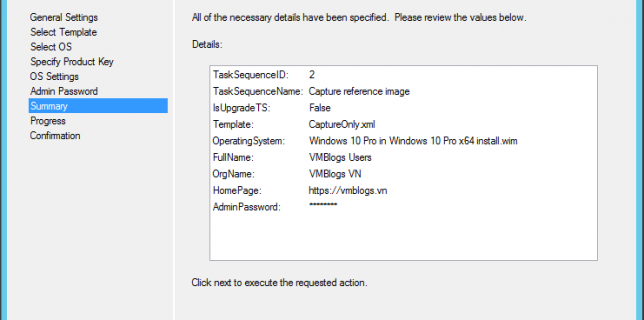 General Settings
Select Template
Select OS
Specify Product Key
OS Settings
Admin Password
Summary
Progress
Confirmation
All of the necessary details have been specified. Please review the values below.
Details:
TaskSequenceID: 2
TaskSequenceName: Capture reference image
IsUpgradeTS: False
Template: CaptureOnly.xml
OperatingSystem: Windows 10 Pro in Windows 10 Pro x64 install.wim
FullName: VMBlogs Users
OrgName: VMBlogs VN
HomePage: https://vmblogs.vn
AdminPassword: ********
Click next to execute the requested action.